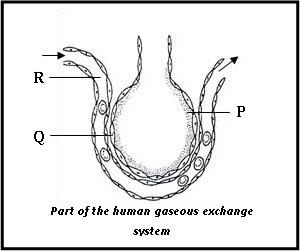 R
P
Q
Part of the human gaseous exchange
system